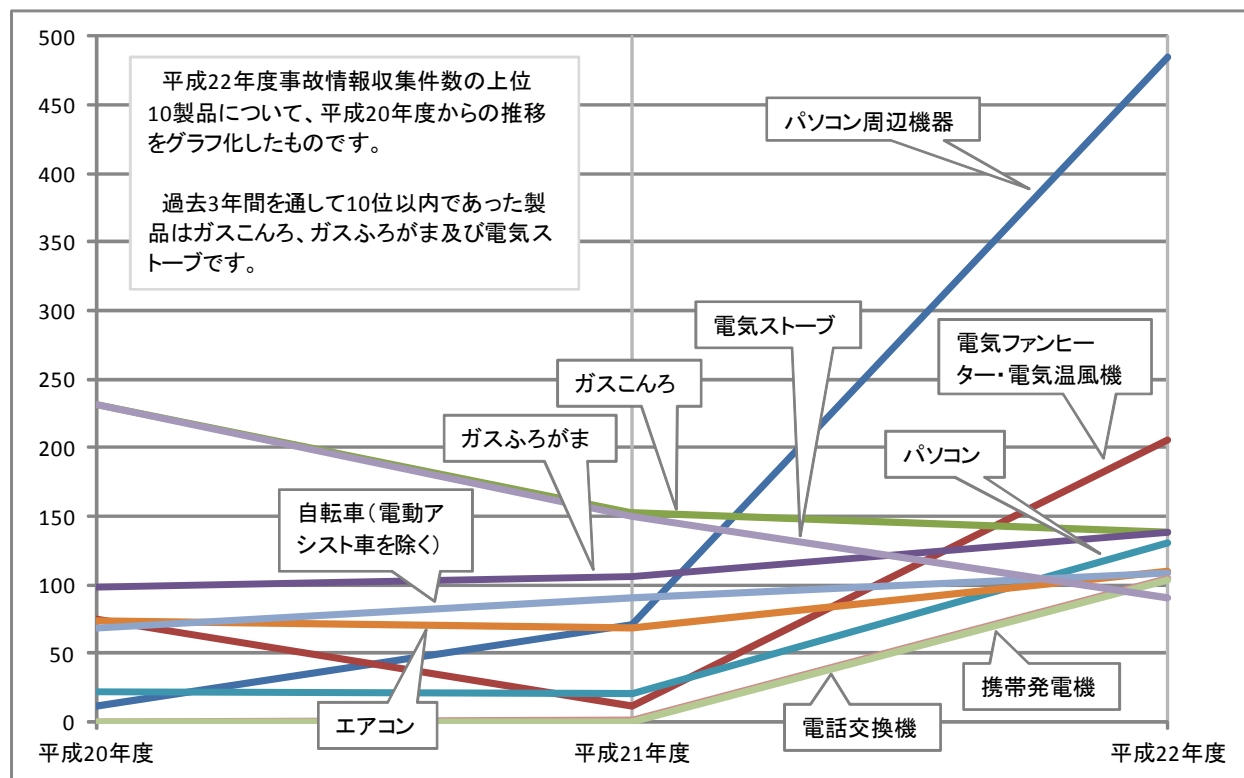 500
450
400
350
300
250
200
150
100
50
0
平成20年度
平成21年度
平成22年度
平成22年度事故情報収集件数の上位
10製品について、平成20年度からの推移
をグラフ化したものです。
過去3年間を通して10位以内であった製
品はガスこんろ、ガスふろがま及び電気ス
トーブです。
パソコン周辺機器
電気ストーブ
電気ファンヒー
ター・電気温風機
ガスこんろ
ガスふろがま
パソコン
自転車(電動ア
シスト車を除く)
エアコン
電話交換機
携帯発電機